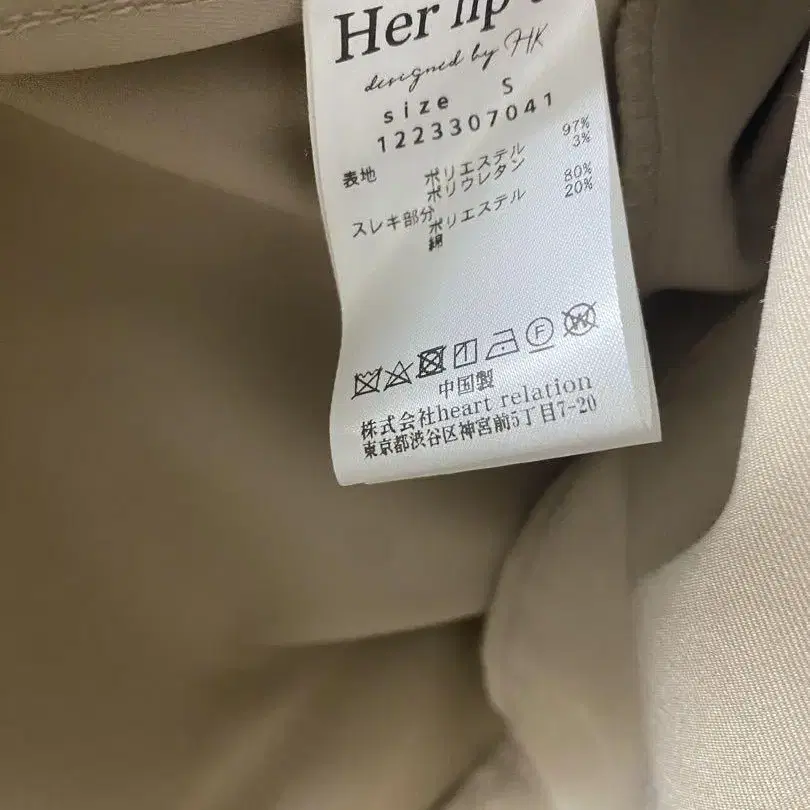 Her lip
designed by HK
size S
1223307041
表地 ポリエステル 97%
ポリウレタン 3%
スレキ部分 ポリエステル 80%
綿 20%
F W
中国製
株式会社heart relation
東京都渋谷区神宮前5丁目7-20